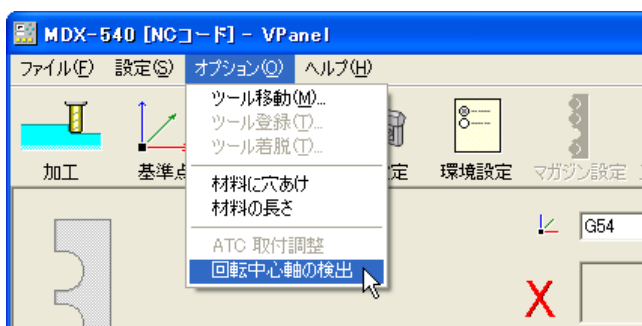 MDX-540 [NCコード] - VPanel
ファイル(F) 設定(S) オプション(O) ヘルプ(H)
ツール移動(M)...
ツール登録(T)...
ツール着脱(T)...
材料に穴あけ
材料の長さ
ATC 取付調整
回転中心軸の検出
加工 基準点 定 環境設定 マガジン設定
G54
X